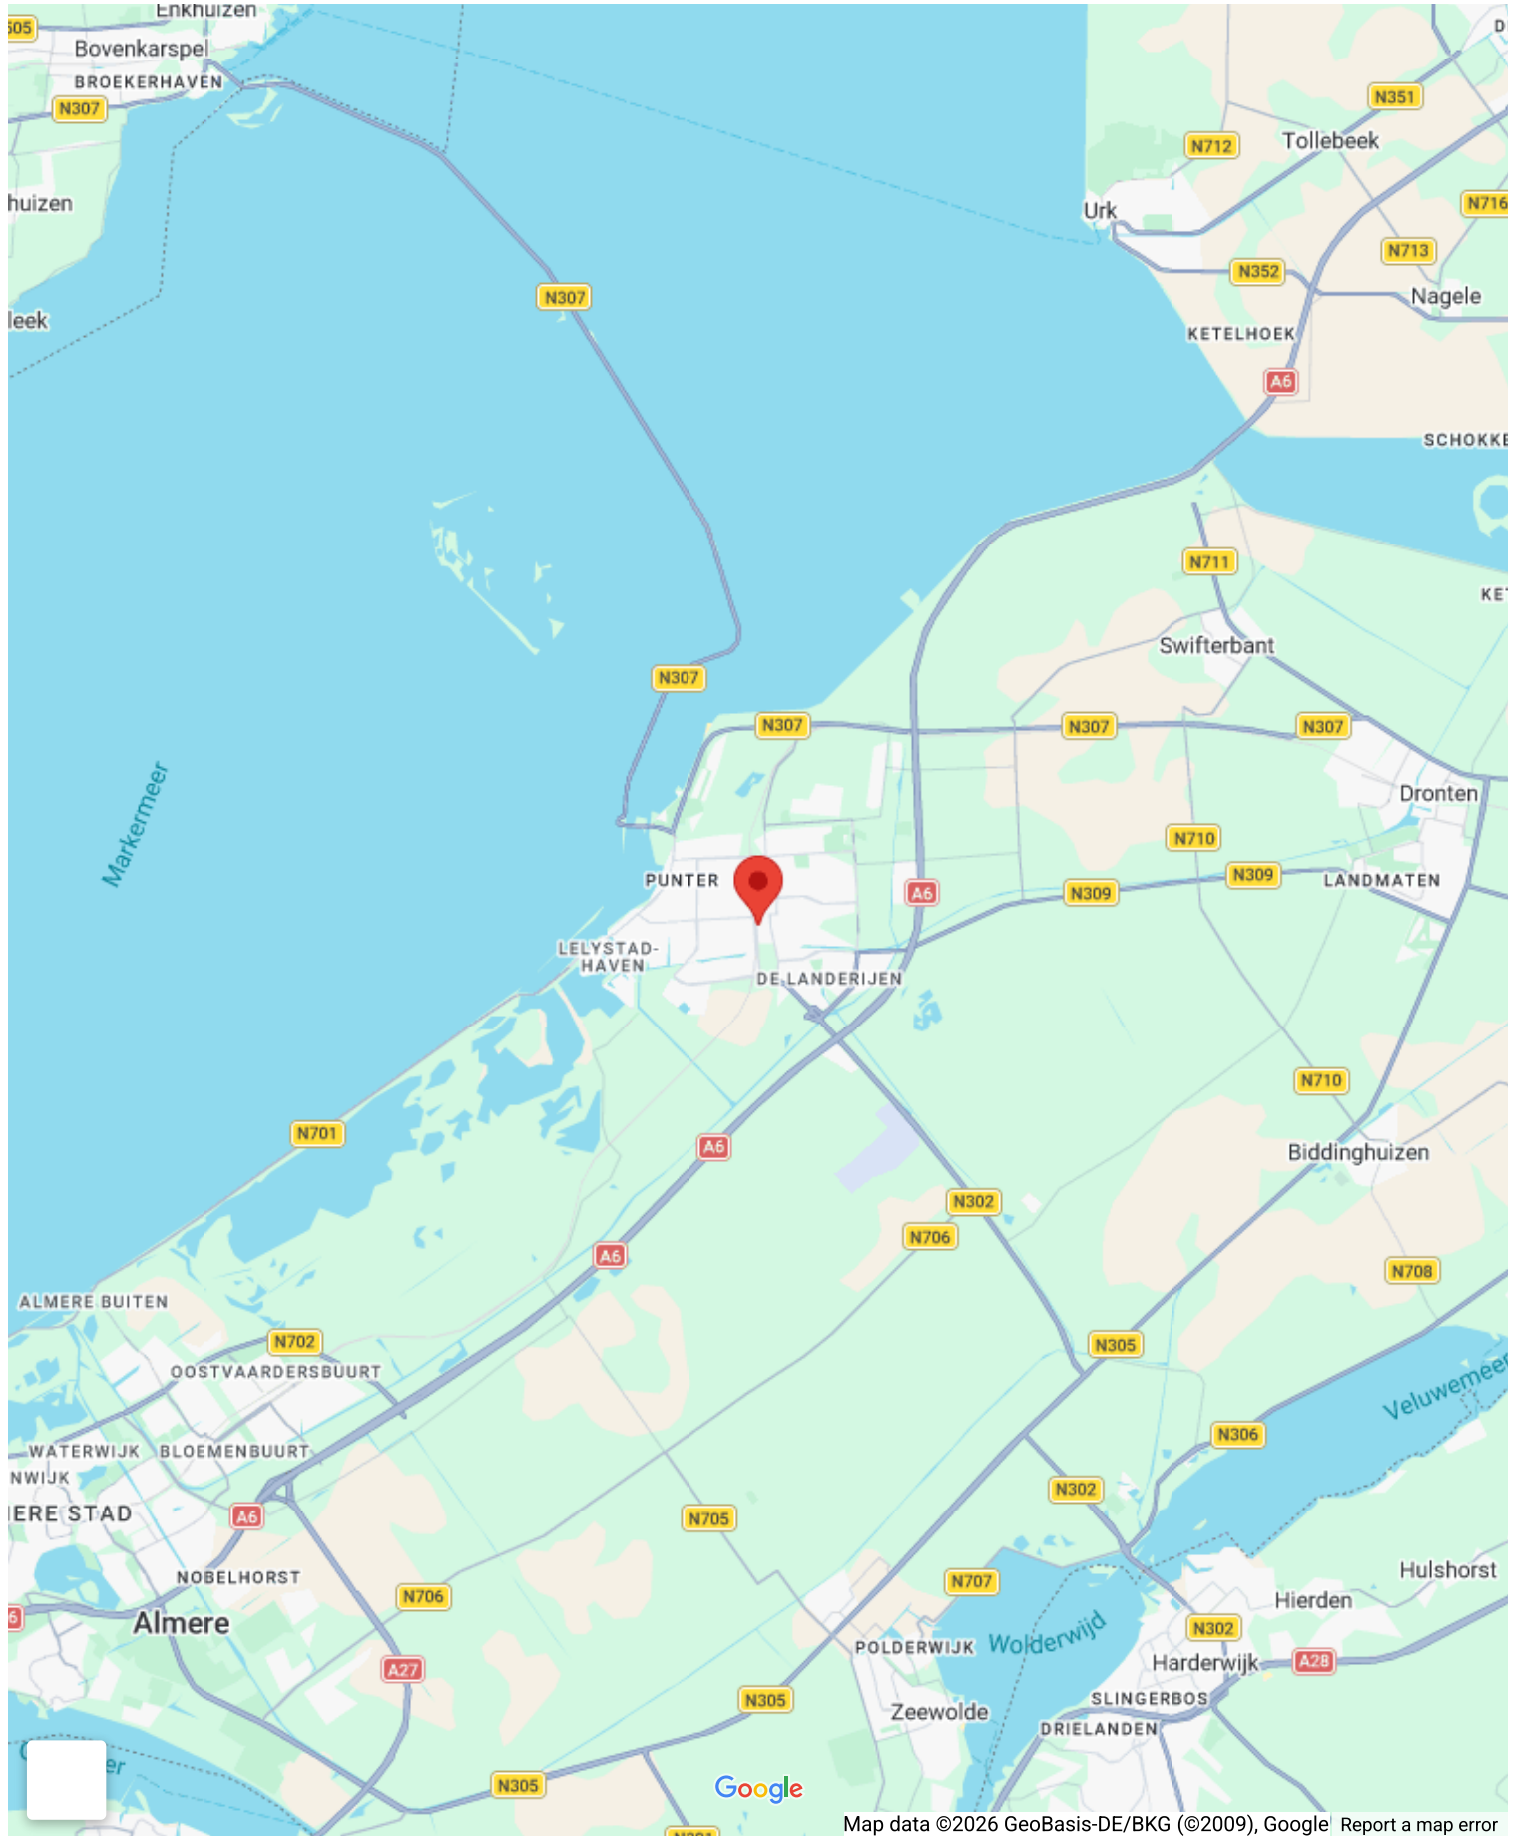 Enkhuizen
505
Bovenkarspel
BROEKERHAVEN
N307
N351
N712
Tollebeek
huizen
Urk
N716
N713
N352
N307
Nagele
leek
KETELHOEK
A6
SCHOKKE
N711
KE
Swifterbant
N307
N307
N307
N307
Markermeer
Dronten
N710
PUNTER
A6
N309
N309
LANDMATEN
LELYSTAD-
HAVEN
DE LANDERIJEN
N710
N701
A6
Biddinghuizen
N302
N706
A6
N708
ALMERE BUITEN
N702
N305
OOSTVAARDERSBUURT
Veluwemeer
N306
WATERWIJK
BLOEMENBUURT
NWIJK
N302
ERE STAD
A6
N705
NOBELHORST
N707
Hulshorst
N706
Hierden
6
Almere
N302
POLDERWIJK
Wolderwijd
Harderwijk
A28
A27
SLINGERBOS
N305
Zeewolde
DRIELANDEN
er
N305
Google
Map data ©2026 GeoBasis-DE/BKG (©2009), Google
Report a map error